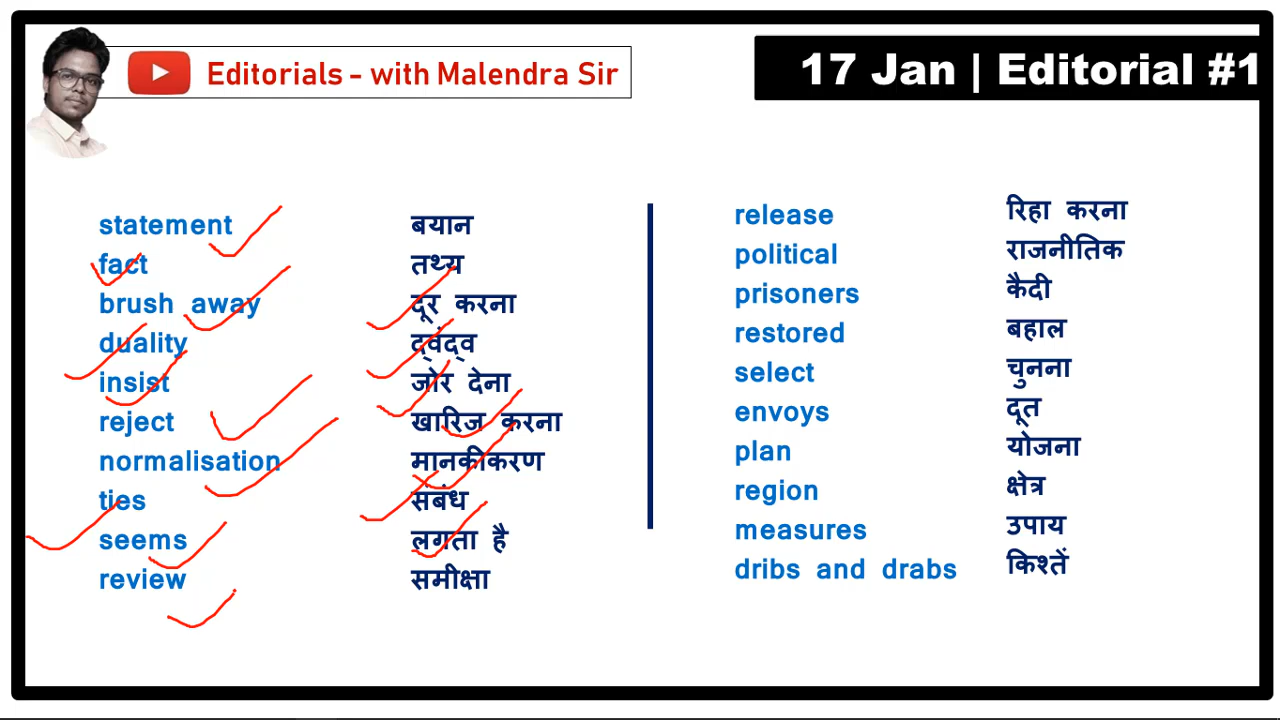 Editorials - with Malendra Sir
17 Jan | Editorial #1
statement बयान
fact तथ्य
brush away दूर करना
duality द्वंद्व
insist जोर देना
reject खारिज करना
normalisation मानकीकरण
ties संबंध
seems लगता है
review समीक्षा
release रिहा करना
political राजनीतिक
prisoners कैदी
restored बहाल
select चुनना
envoys दूत
plan योजना
region क्षेत्र
measures उपाय
dribs and drabs किश्तें